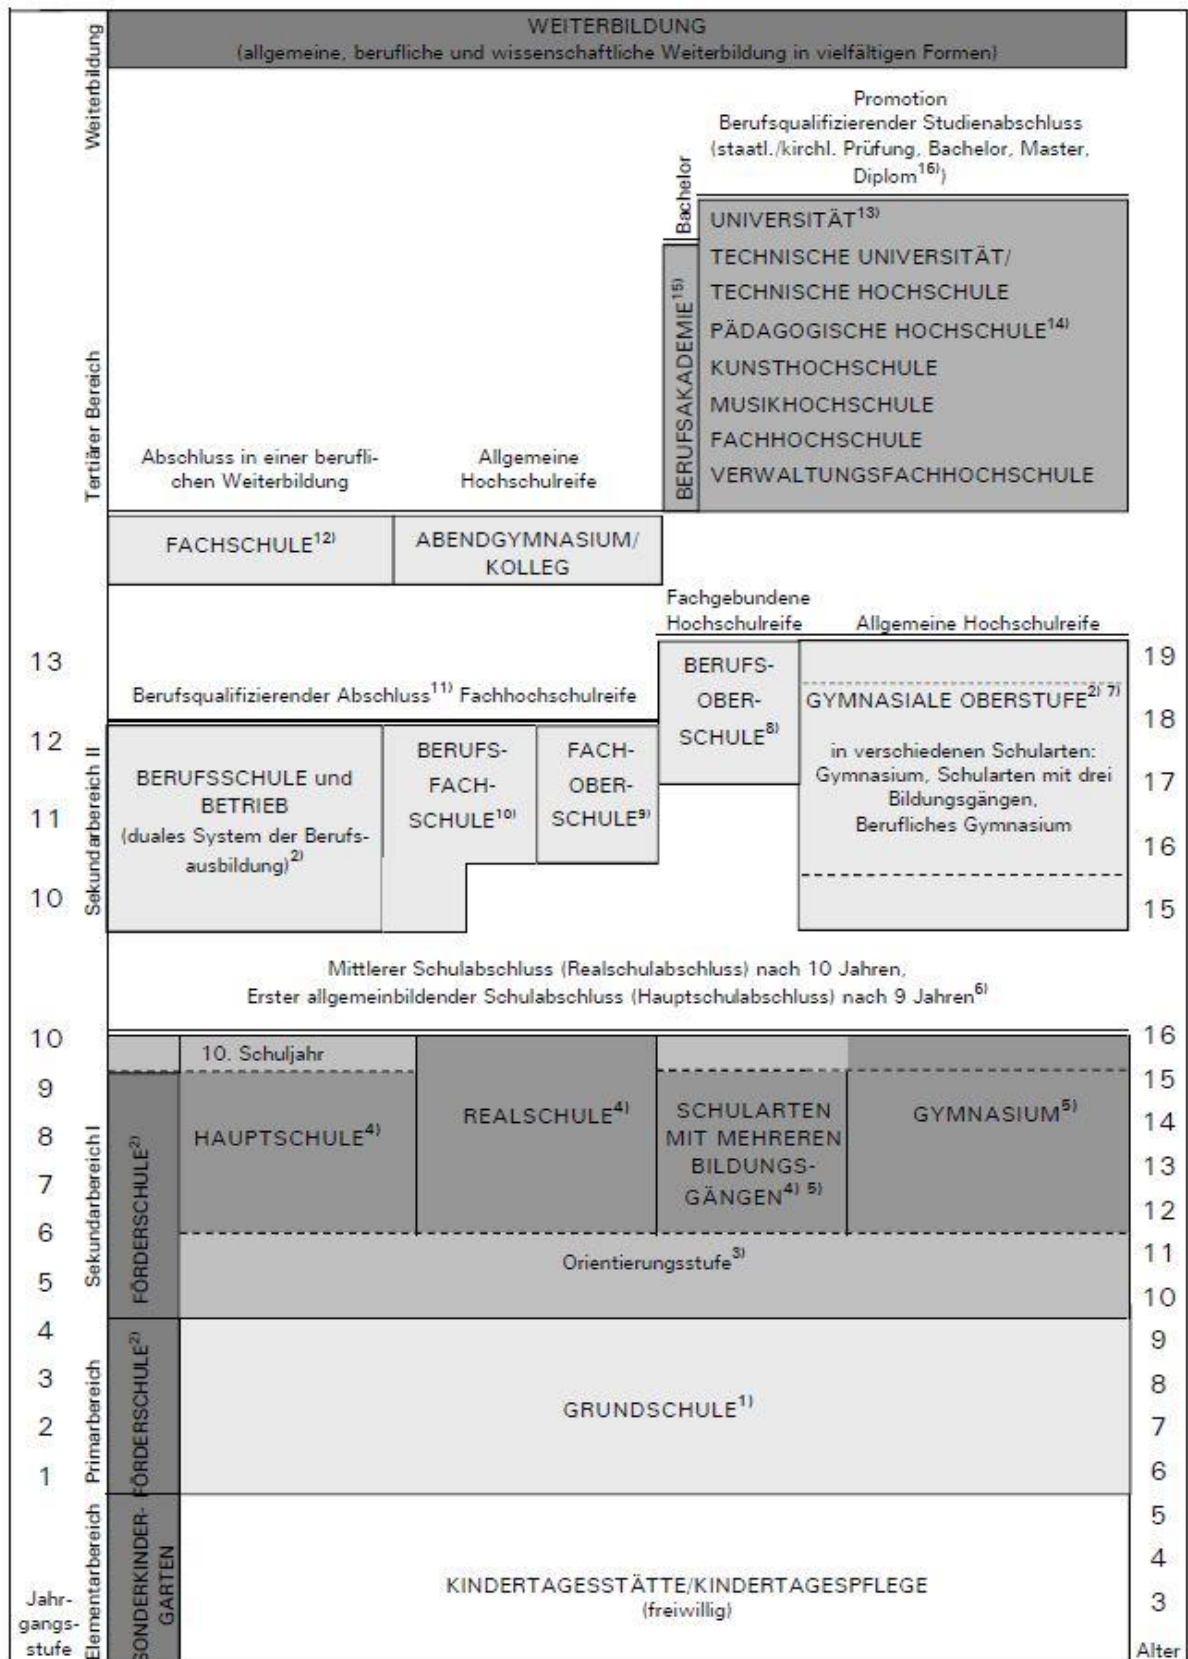 WEITERBILDUNG
(allgemeine, berufliche und wissenschaftliche Weiterbildung in vielfältigen Formen)
Weiterbildung
Promotion
Berufsqualifizierender Studienabschluss
(staatl./kirchl. Prüfung, Bachelor, Master,
Diplom16))
Bachelor
UNIVERSITÄT13)
TECHNISCHE UNIVERSITÄT/
TECHNISCHE HOCHSCHULE
PÄDAGOGISCHE HOCHSCHULE14)
KUNSTHOCHSCHULE
MUSIKHOCHSCHULE
FACHHOCHSCHULE
VERWALTUNGSFACHHOCHSCHULE
BERUFSAKADEMIE15)
Tertiärer Bereich
Abschluss in einer berufli-
chen Weiterbildung
Allgemeine
Hochschulreife
FACHSCHULE12)
ABENDGYMNASIUM/
KOLLEG
Fachgebundene
Hochschulreife
Allgemeine Hochschulreife
13
Berufsqualifizierender Abschluss11) Fachhochschulreife
BERUFS-
OBER-
SCHULE8)
GYMNASIALE OBERSTUFE2) 7)
in verschiedenen Schularten:
Gymnasium, Schularten mit drei
Bildungsgängen,
Berufliches Gymnasium
19
18
17
16
15
12
11
10
Sekundarbereich II
BERUFSSCHULE und
BETRIEB
(duales System der Berufs-
ausbildung)2)
BERUFS-
FACH-
SCHULE10)
FACH-
OBER-
SCHULE9)
Mittlerer Schulabschluss (Realschulabschluss) nach 10 Jahren,
Erster allgemeinbildender Schulabschluss (Hauptschulabschluss) nach 9 Jahren6)
10
9
8
7
6
5
Sekundarbereich I
FÖRDERSCHULE2)
10. Schuljahr
HAUPTSCHULE4)
REALSCHULE4)
SCHULARTEN
MIT MEHREREN
BILDUNGS-
GÄNGEN4) 5)
GYMNASIUM5)
Orientierungsstufe3)
16
15
14
13
12
11
10
4
3
2
1
Primarbereich
FÖRDERSCHULE2)
GRUNDSCHULE1)
9
8
7
6
Elementarbereich
SONDERKINDER-
GARTEN
KINDERTAGESSTÄTTE/KINDERTAGESPFLEGE
(freiwillig)
5
4
3
Jahr-
gangs-
stufe
Alter